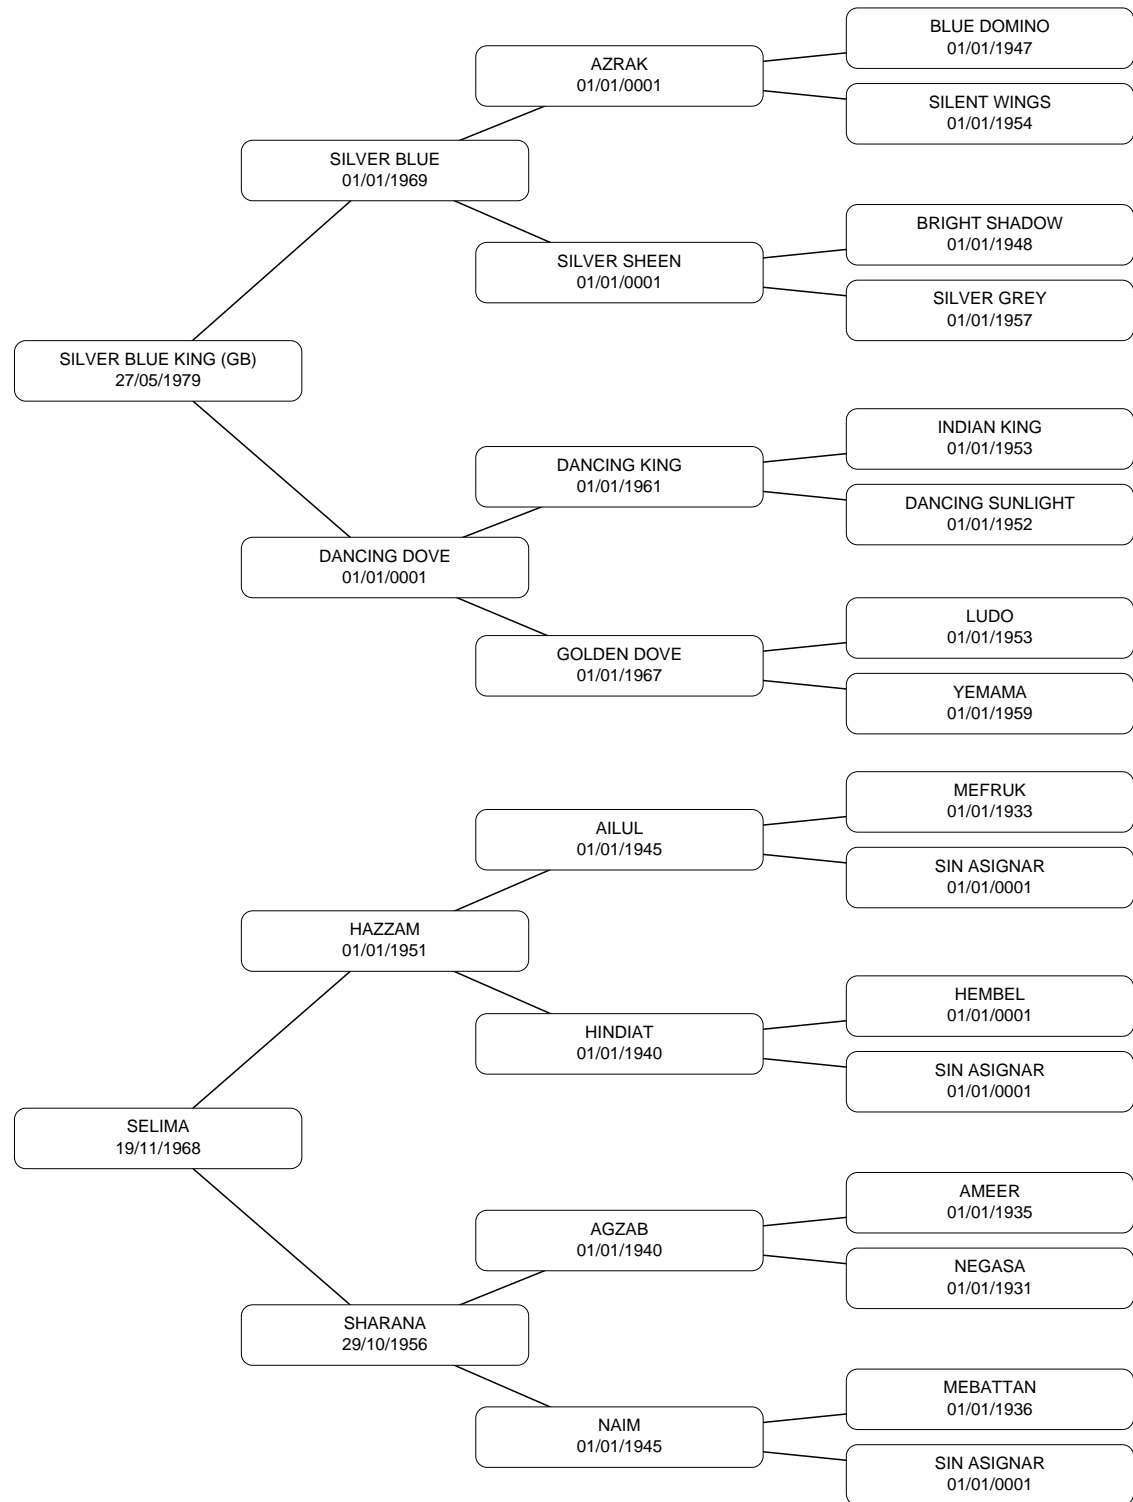 BLUE DOMINO
01/01/1947
AZRAK
01/01/0001
SILENT WINGS
01/01/1954
SILVER BLUE
01/01/1969
BRIGHT SHADOW
01/01/1948
SILVER SHEEN
01/01/0001
SILVER GREY
01/01/1957
SILVER BLUE KING (GB)
27/05/1979
INDIAN KING
01/01/1953
DANCING KING
01/01/1961
DANCING SUNLIGHT
01/01/1952
DANCING DOVE
01/01/0001
LUDO
01/01/1953
GOLDEN DOVE
01/01/1967
YEMAMA
01/01/1959
MEFRUK
01/01/1933
AILUL
01/01/1945
SIN ASIGNAR
01/01/0001
HAZZAM
01/01/1951
HEMBEL
01/01/0001
HINDIAT
01/01/1940
SIN ASIGNAR
01/01/0001
SELIMA
19/11/1968
AMEER
01/01/1935
AGZAB
01/01/1940
NEGASA
01/01/1931
SHARANA
29/10/1956
MEBATTAN
01/01/1936
NAIM
01/01/1945
SIN ASIGNAR
01/01/0001